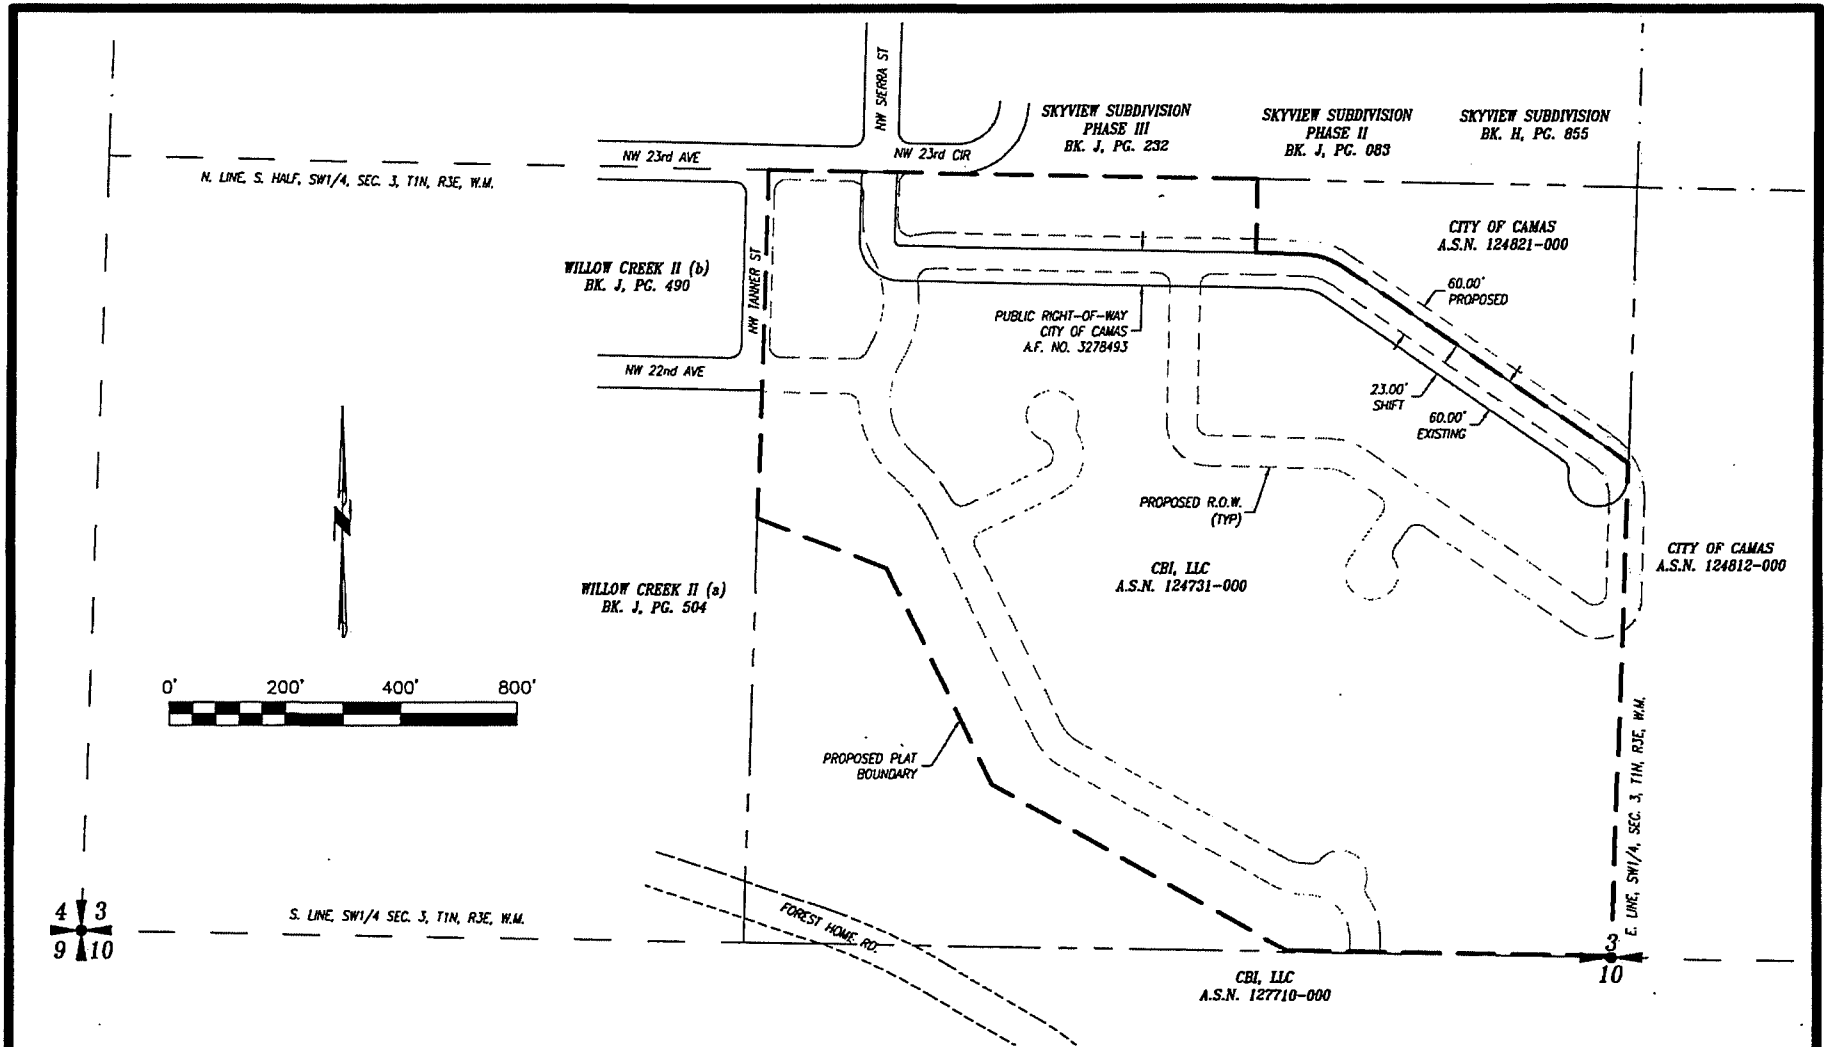 NW SIERRA ST
SKYVIEW SUBDIVISION
PHASE III
BK. J, PG. 232
SKYVIEW SUBDIVISION
PHASE II
BK. J, PG. 083
SKYVIEW SUBDIVISION
BK. H, PG. 855
NW 23rd AVE
NW 23rd CIR
N. LINE, S. HALF, SW1/4, SEC. 3, T1N, R3E, W.M.
CITY OF CAMAS
A.S.N. 124821-000
WILLOW CREEK II (b)
BK. J, PG. 490
NW TANNER ST
60.00'
PROPOSED
PUBLIC RIGHT-OF-WAY
CITY OF CAMAS
A.F. NO. 3278493
NW 22nd AVE
23.00'
SHIFT
60.00'
EXISTING
N
PROPOSED R.O.W.
(TYP)
CITY OF CAMAS
A.S.N. 124812-000
CBI, LLC
A.S.N. 124731-000
WILLOW CREEK II (a)
BK. J, PG. 504
0' 200' 400' 800'
PROPOSED PLAT
BOUNDARY
E. LINE, SW1/4, SEC. 3, T1N, R3E, W.M.
4 3
9 10
S. LINE, SW1/4 SEC. 3, T1N, R3E, W.M.
FOREST HOME RD.
3
10
CBI, LLC
A.S.N. 127710-000